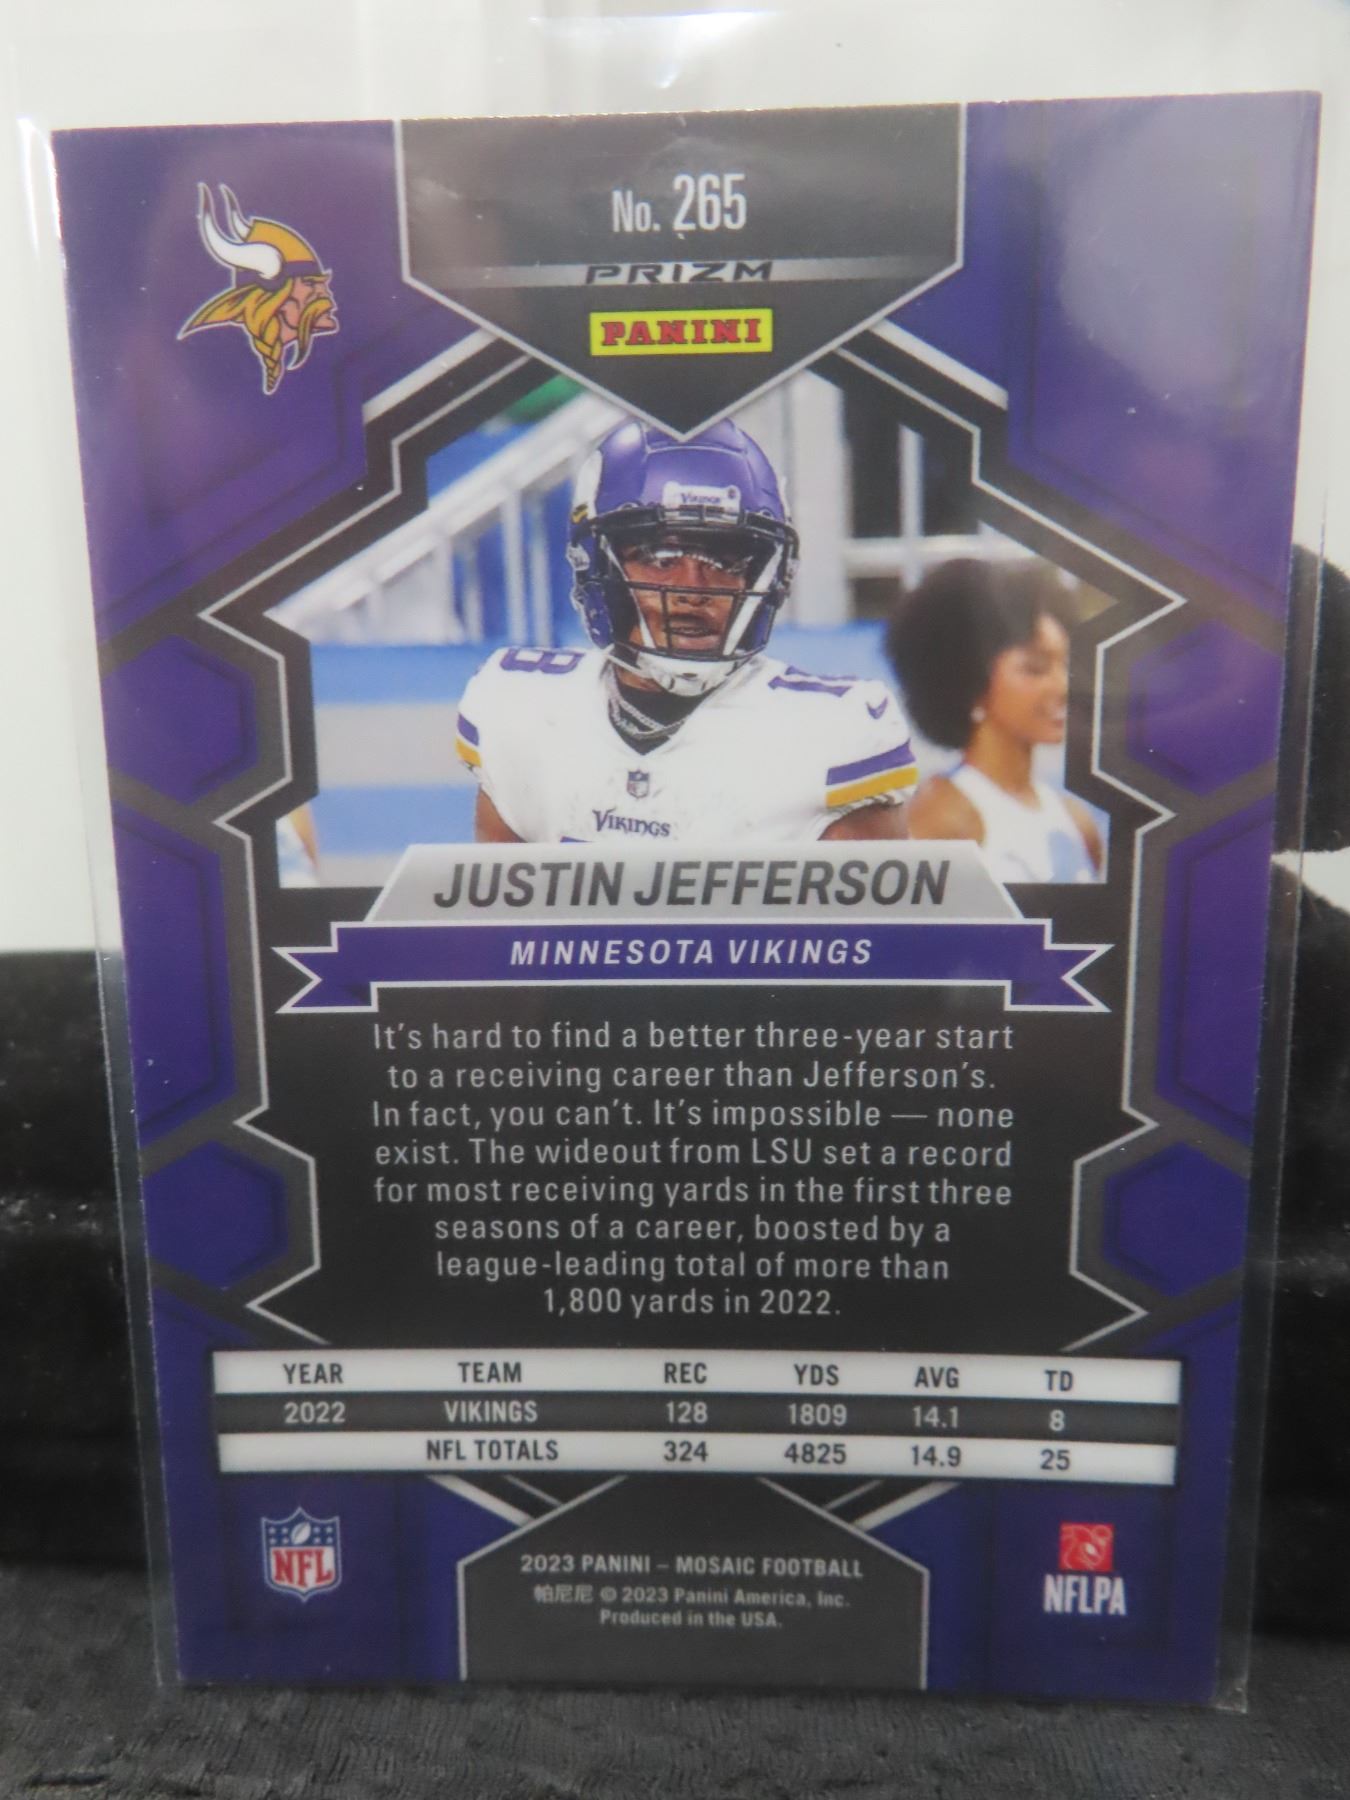 No. 265
PRIZM
PANINI
VIKINGS
18 18
VIKINGS
JUSTIN JEFFERSON
MINNESOTA VIKINGS
It's hard to find a better three-year start
to a receiving career than Jefferson's.
In fact, you can't. It's impossible — none
exist. The wideout from LSU set a record
for most receiving yards in the first three
seasons of a career, boosted by a
league-leading total of more than
1,800 yards in 2022.
YEAR TEAM REC YDS AVG TD
2022 VIKINGS 128 1809 14.1 8
NFL TOTALS 324 4825 14.9 25
NFL
NFLPA
2023 PANINI – MOSAIC FOOTBALL
帕尼尼 © 2023 Panini America, Inc.
Produced in the USA.